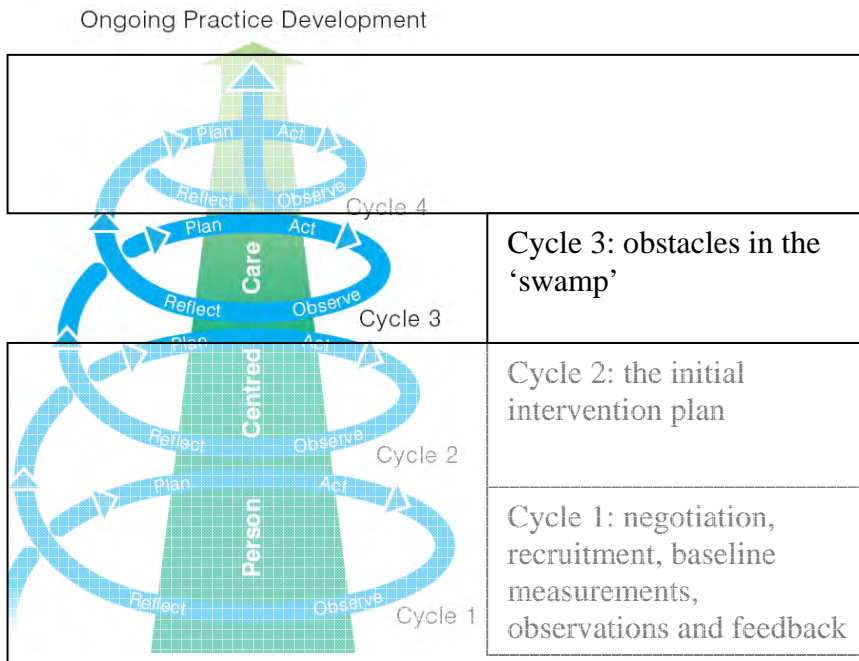 Ongoing Practice Development
Plan Act
Reflect Observe
Cycle 4
Plan Act
Care
Reflect Observe
Cycle 3
Cycle 3: obstacles in the
‘swamp’
Plan Act
Centred
Reflect Observe
Cycle 2
Cycle 2: the initial
intervention plan
Plan Act
Person
Reflect Observe
Cycle 1
Cycle 1: negotiation,
recruitment, baseline
measurements,
observations and feedback